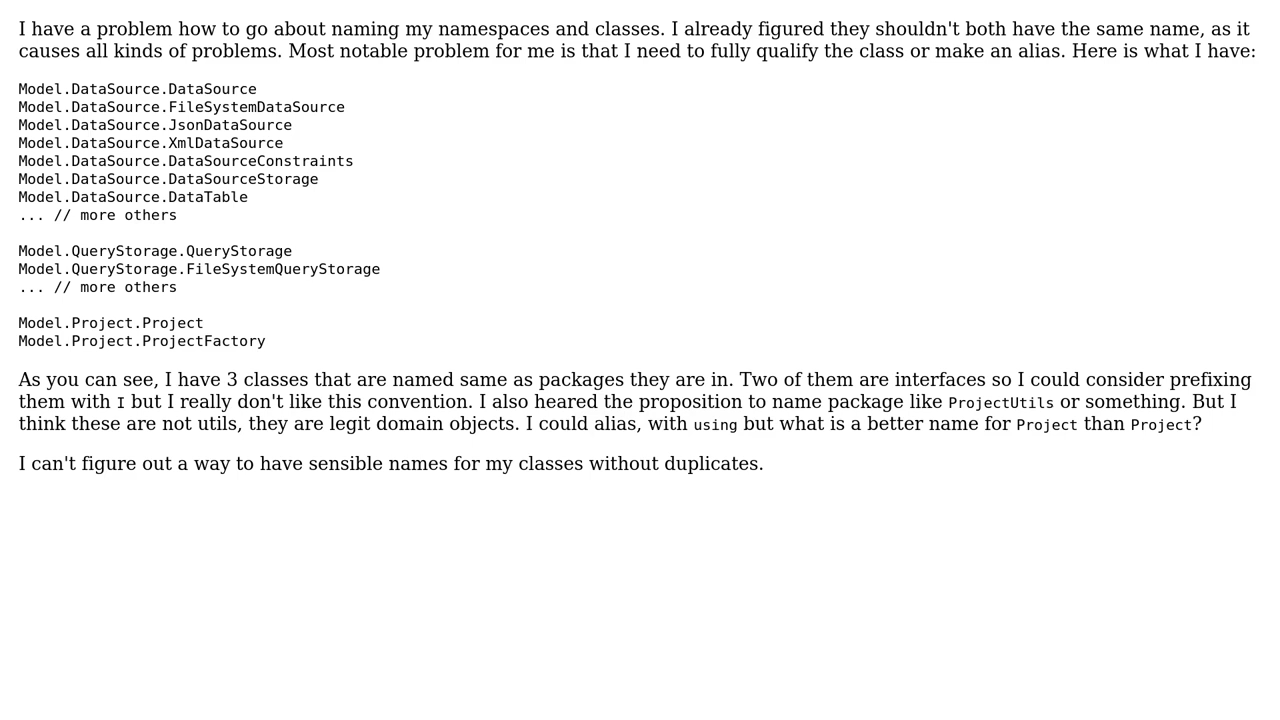 I have a problem how to go about naming my namespaces and classes. I already figured they shouldn't both have the same name, as it
causes all kinds of problems. Most notable problem for me is that I need to fully qualify the class or make an alias. Here is what I have:
Model.DataSource.DataSource
Model.DataSource.FileSystemDataSource
Model.DataSource.JsonDataSource
Model.DataSource.XmlDataSource
Model.DataSource.DataSourceConstraints
Model.DataSource.DataSourceStorage
Model.DataSource.DataTable
... // more others
Model.QueryStorage.QueryStorage
Model.QueryStorage.FileSystemQueryStorage
... // more others
Model.Project.Project
Model.Project.ProjectFactory
As you can see, I have 3 classes that are named same as packages they are in. Two of them are interfaces so I could consider prefixing
them with I but I really don't like this convention. I also heared the proposition to name package like ProjectUtils or something. But I
think these are not utils, they are legit domain objects. I could alias, with using but what is a better name for Project than Project?
I can't figure out a way to have sensible names for my classes without duplicates.